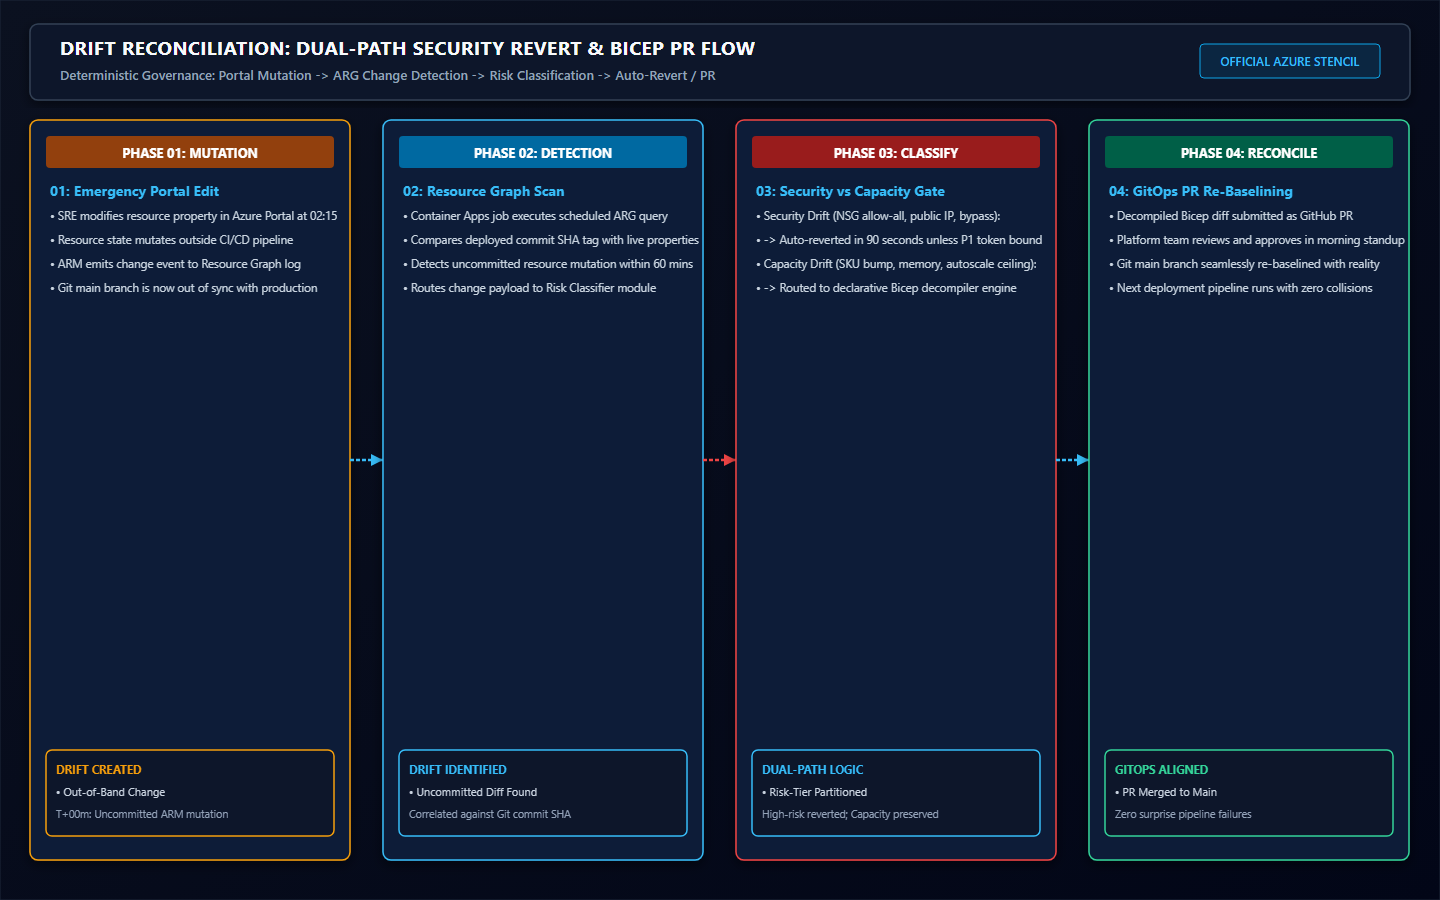 DRIFT RECONCILIATION: DUAL-PATH SECURITY REVERT & BICEP PR FLOW
Deterministic Governance: Portal Mutation -> ARG Change Detection -> Risk Classification -> Auto-Revert / PR
OFFICIAL AZURE STENCIL
PHASE 01: MUTATION
01: Emergency Portal Edit
• SRE modifies resource property in Azure Portal at 02:15
• Resource state mutates outside CI/CD pipeline
• ARM emits change event to Resource Graph log
• Git main branch is now out of sync with production
DRIFT CREATED
• Out-of-Band Change
T+00m: Uncommitted ARM mutation
PHASE 02: DETECTION
02: Resource Graph Scan
• Container Apps job executes scheduled ARG query
• Compares deployed commit SHA tag with live properties
• Detects uncommitted resource mutation within 60 mins
• Routes change payload to Risk Classifier module
DRIFT IDENTIFIED
• Uncommitted Diff Found
Correlated against Git commit SHA
PHASE 03: CLASSIFY
03: Security vs Capacity Gate
• Security Drift (NSG allow-all, public IP, bypass):
• -> Auto-reverted in 90 seconds unless P1 token bound
• Capacity Drift (SKU bump, memory, autoscale ceiling):
• -> Routed to declarative Bicep decompiler engine
DUAL-PATH LOGIC
• Risk-Tier Partitioned
High-risk reverted; Capacity preserved
PHASE 04: RECONCILE
04: GitOps PR Re-Baselining
• Decompiled Bicep diff submitted as GitHub PR
• Platform team reviews and approves in morning standup
• Git main branch seamlessly re-baselined with reality
• Next deployment pipeline runs with zero collisions
GITOPS ALIGNED
• PR Merged to Main
Zero surprise pipeline failures